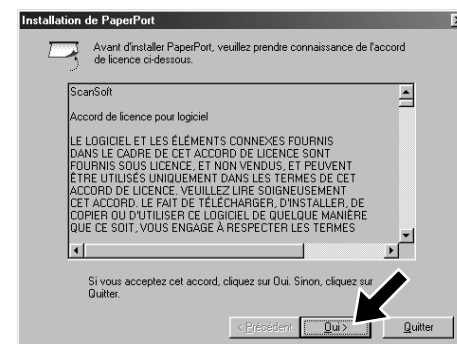 Installation de PaperPort
Avant d'installer PaperPort, veuillez prendre connaissance de l'accord
de licence ci-dessous.
ScanSoft
Accord de licence pour logiciel
LE LOGICIEL ET LES ÉLÉMENTS CONNEXES FOURNIS
DANS LE CADRE DE CET ACCORD DE LICENCE SONT
FOURNIS SOUS LICENCE, ET NON VENDUS, ET PEUVENT
ÊTRE UTILISÉS UNIQUEMENT DANS LES TERMES DE CET
ACCORD DE LICENCE. VEUILLEZ LIRE SOIGNEUSEMENT
CET ACCORD. LE FAIT DE TÉLÉCHARGER, D'INSTALLER, DE
COPIER OU D'UTILISER CE LOGICIEL DE QUELQUE MANIÈRE
QUE CE SOIT, VOUS ENGAGE À RESPECTER LES TERMES
Si vous acceptez cet accord, cliquez sur Oui. Sinon, cliquez sur
Quitter.
< Précédent Oui > Quitter